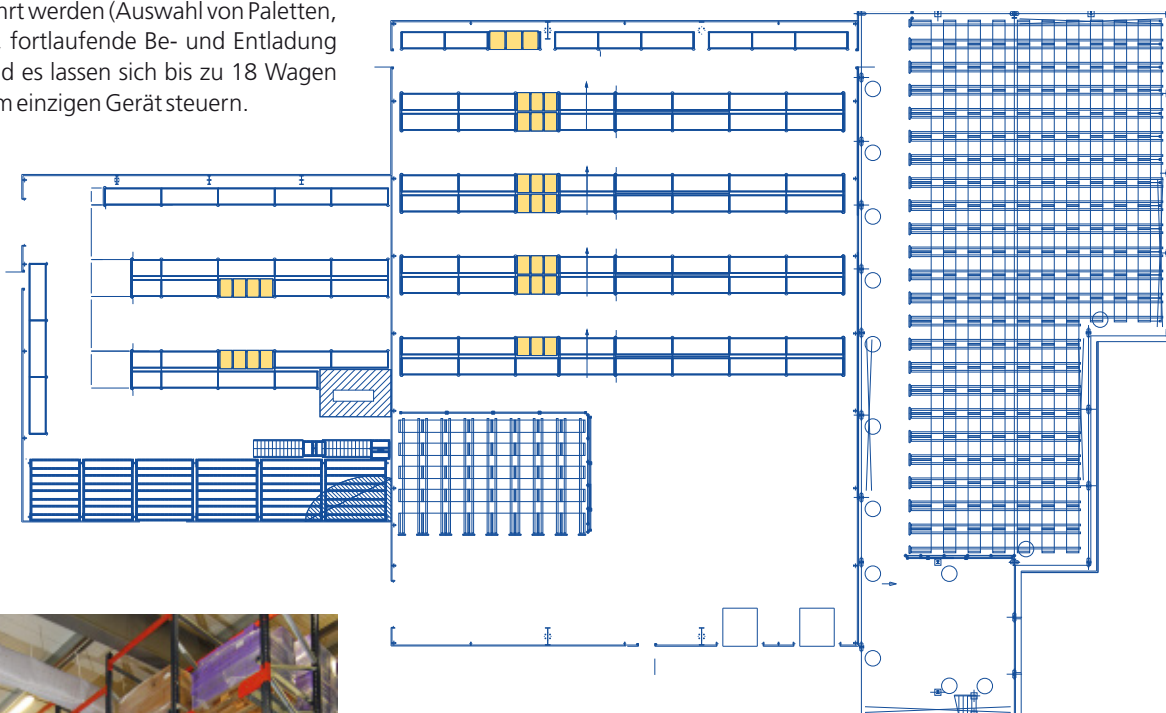 hrt werden (Auswahl von Paletten,
, fortlaufende Be- und Entladung
d es lassen sich bis zu 18 Wagen
m einzigen Gerät steuern.